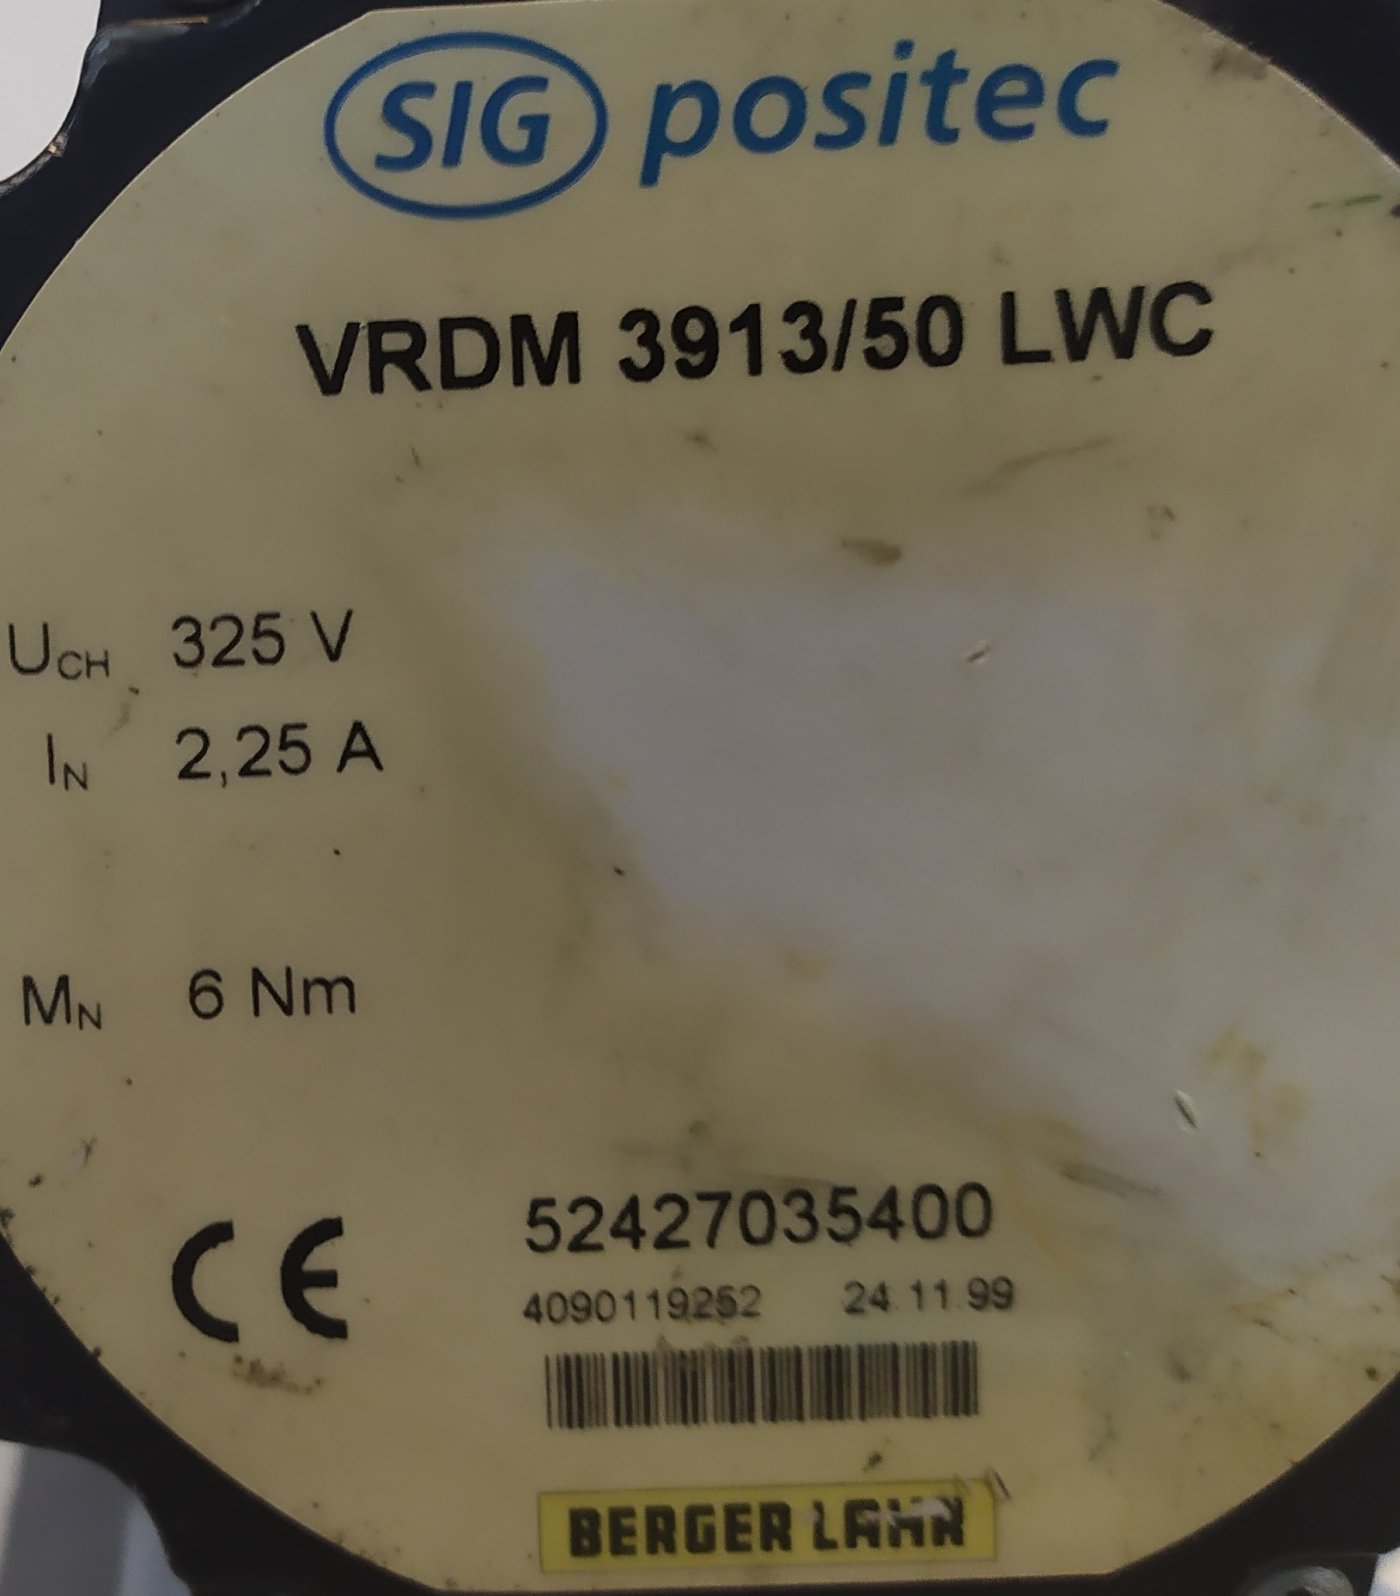 SIG positec
VRDM 3913/50 LWC
UCH 325 V
IN 2,25 A
MN 6 Nm
CE
52427035400
4090119252 24.11.99
BERGER LAHR